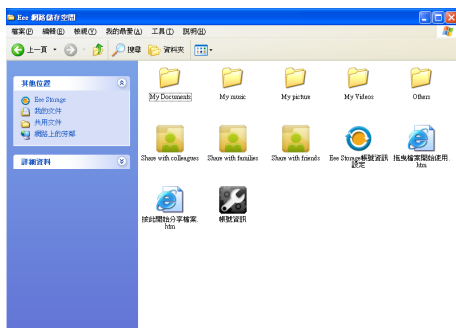 Eee 網路儲存空間
檔案(F) 編輯(E) 檢視(V) 我的最愛(A) 工具(T) 說明(H)
上一頁 搜尋 資料夾
其他位置
Eee Storage
我的文件
共用文件
網路上的芳鄰
詳細資料
My Documents My music My picture My Videos Others
Share with colleagues Share with families Share with friends Eee Storage帳號資訊設定 拖曳檔案開始使用.htm
按此開始分享檔案.htm 帳號資訊